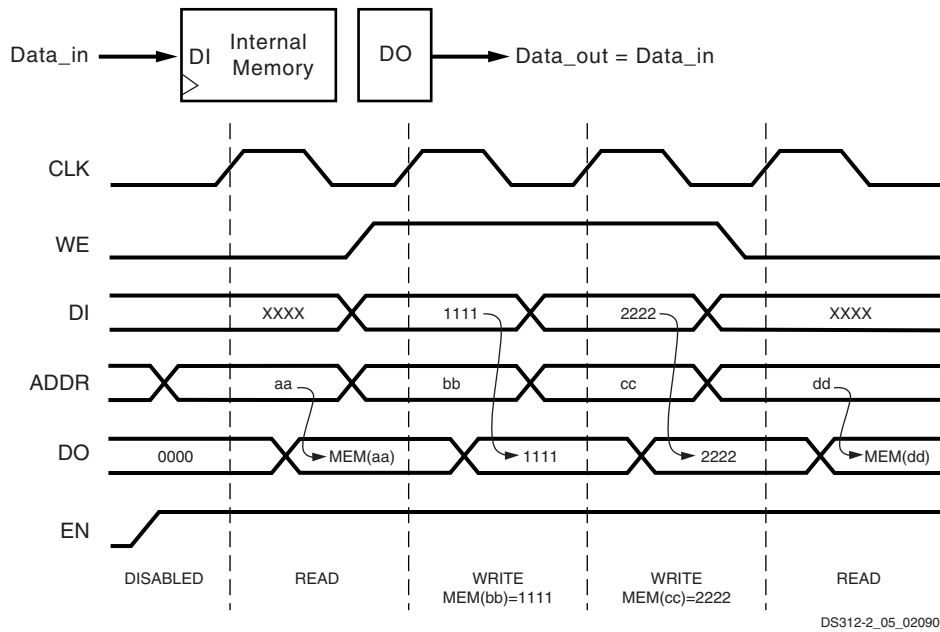 Data_in
DI
Internal
Memory
DO
Data_out = Data_in
CLK
WE
DI
XXXX
1111
2222
XXXX
ADDR
aa
bb
cc
dd
DO
0000
MEM(aa)
1111
2222
MEM(dd)
EN
DISABLED
READ
WRITE
MEM(bb)=1111
WRITE
MEM(cc)=2222
READ
DS312-2_05_02090